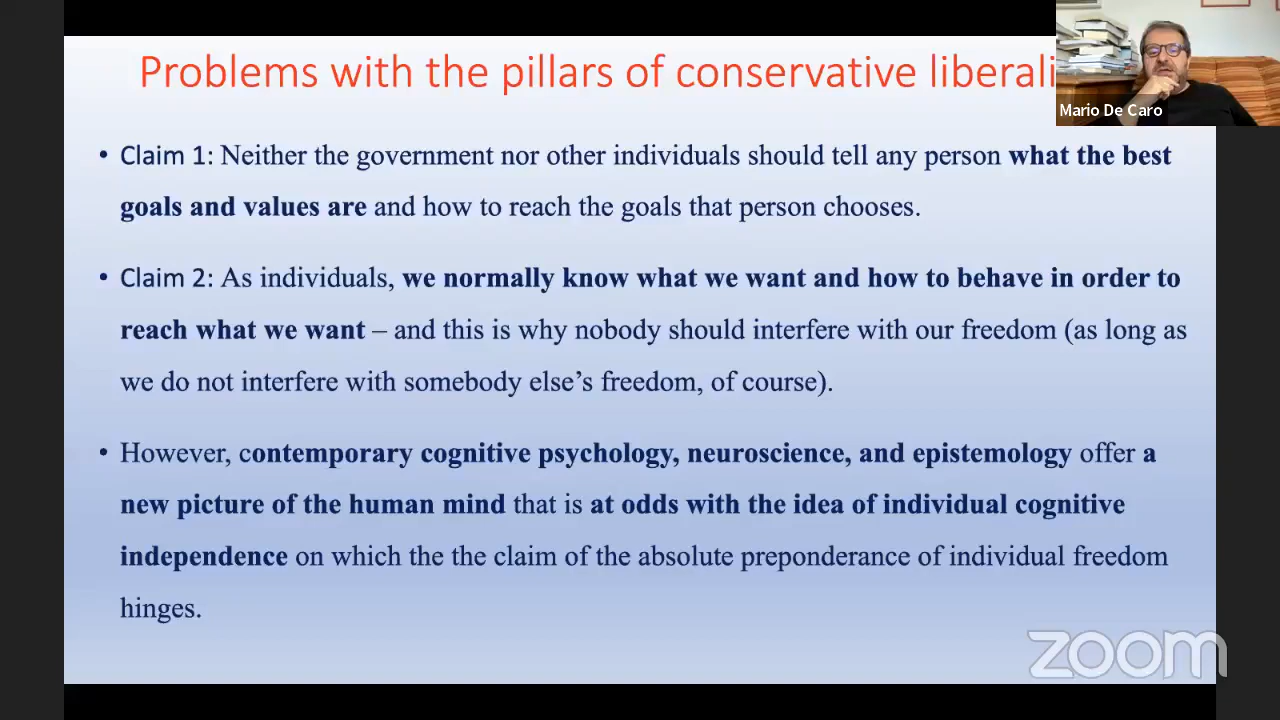 Problems with the pillars of conservative liberali
Mario De Caro
• Claim 1: Neither the government nor other individuals should tell any person what the best
goals and values are and how to reach the goals that person chooses.
• Claim 2: As individuals, we normally know what we want and how to behave in order to
reach what we want – and this is why nobody should interfere with our freedom (as long as
we do not interfere with somebody else’s freedom, of course).
• However, contemporary cognitive psychology, neuroscience, and epistemology offer a
new picture of the human mind that is at odds with the idea of individual cognitive
independence on which the the claim of the absolute preponderance of individual freedom
hinges.
zoom